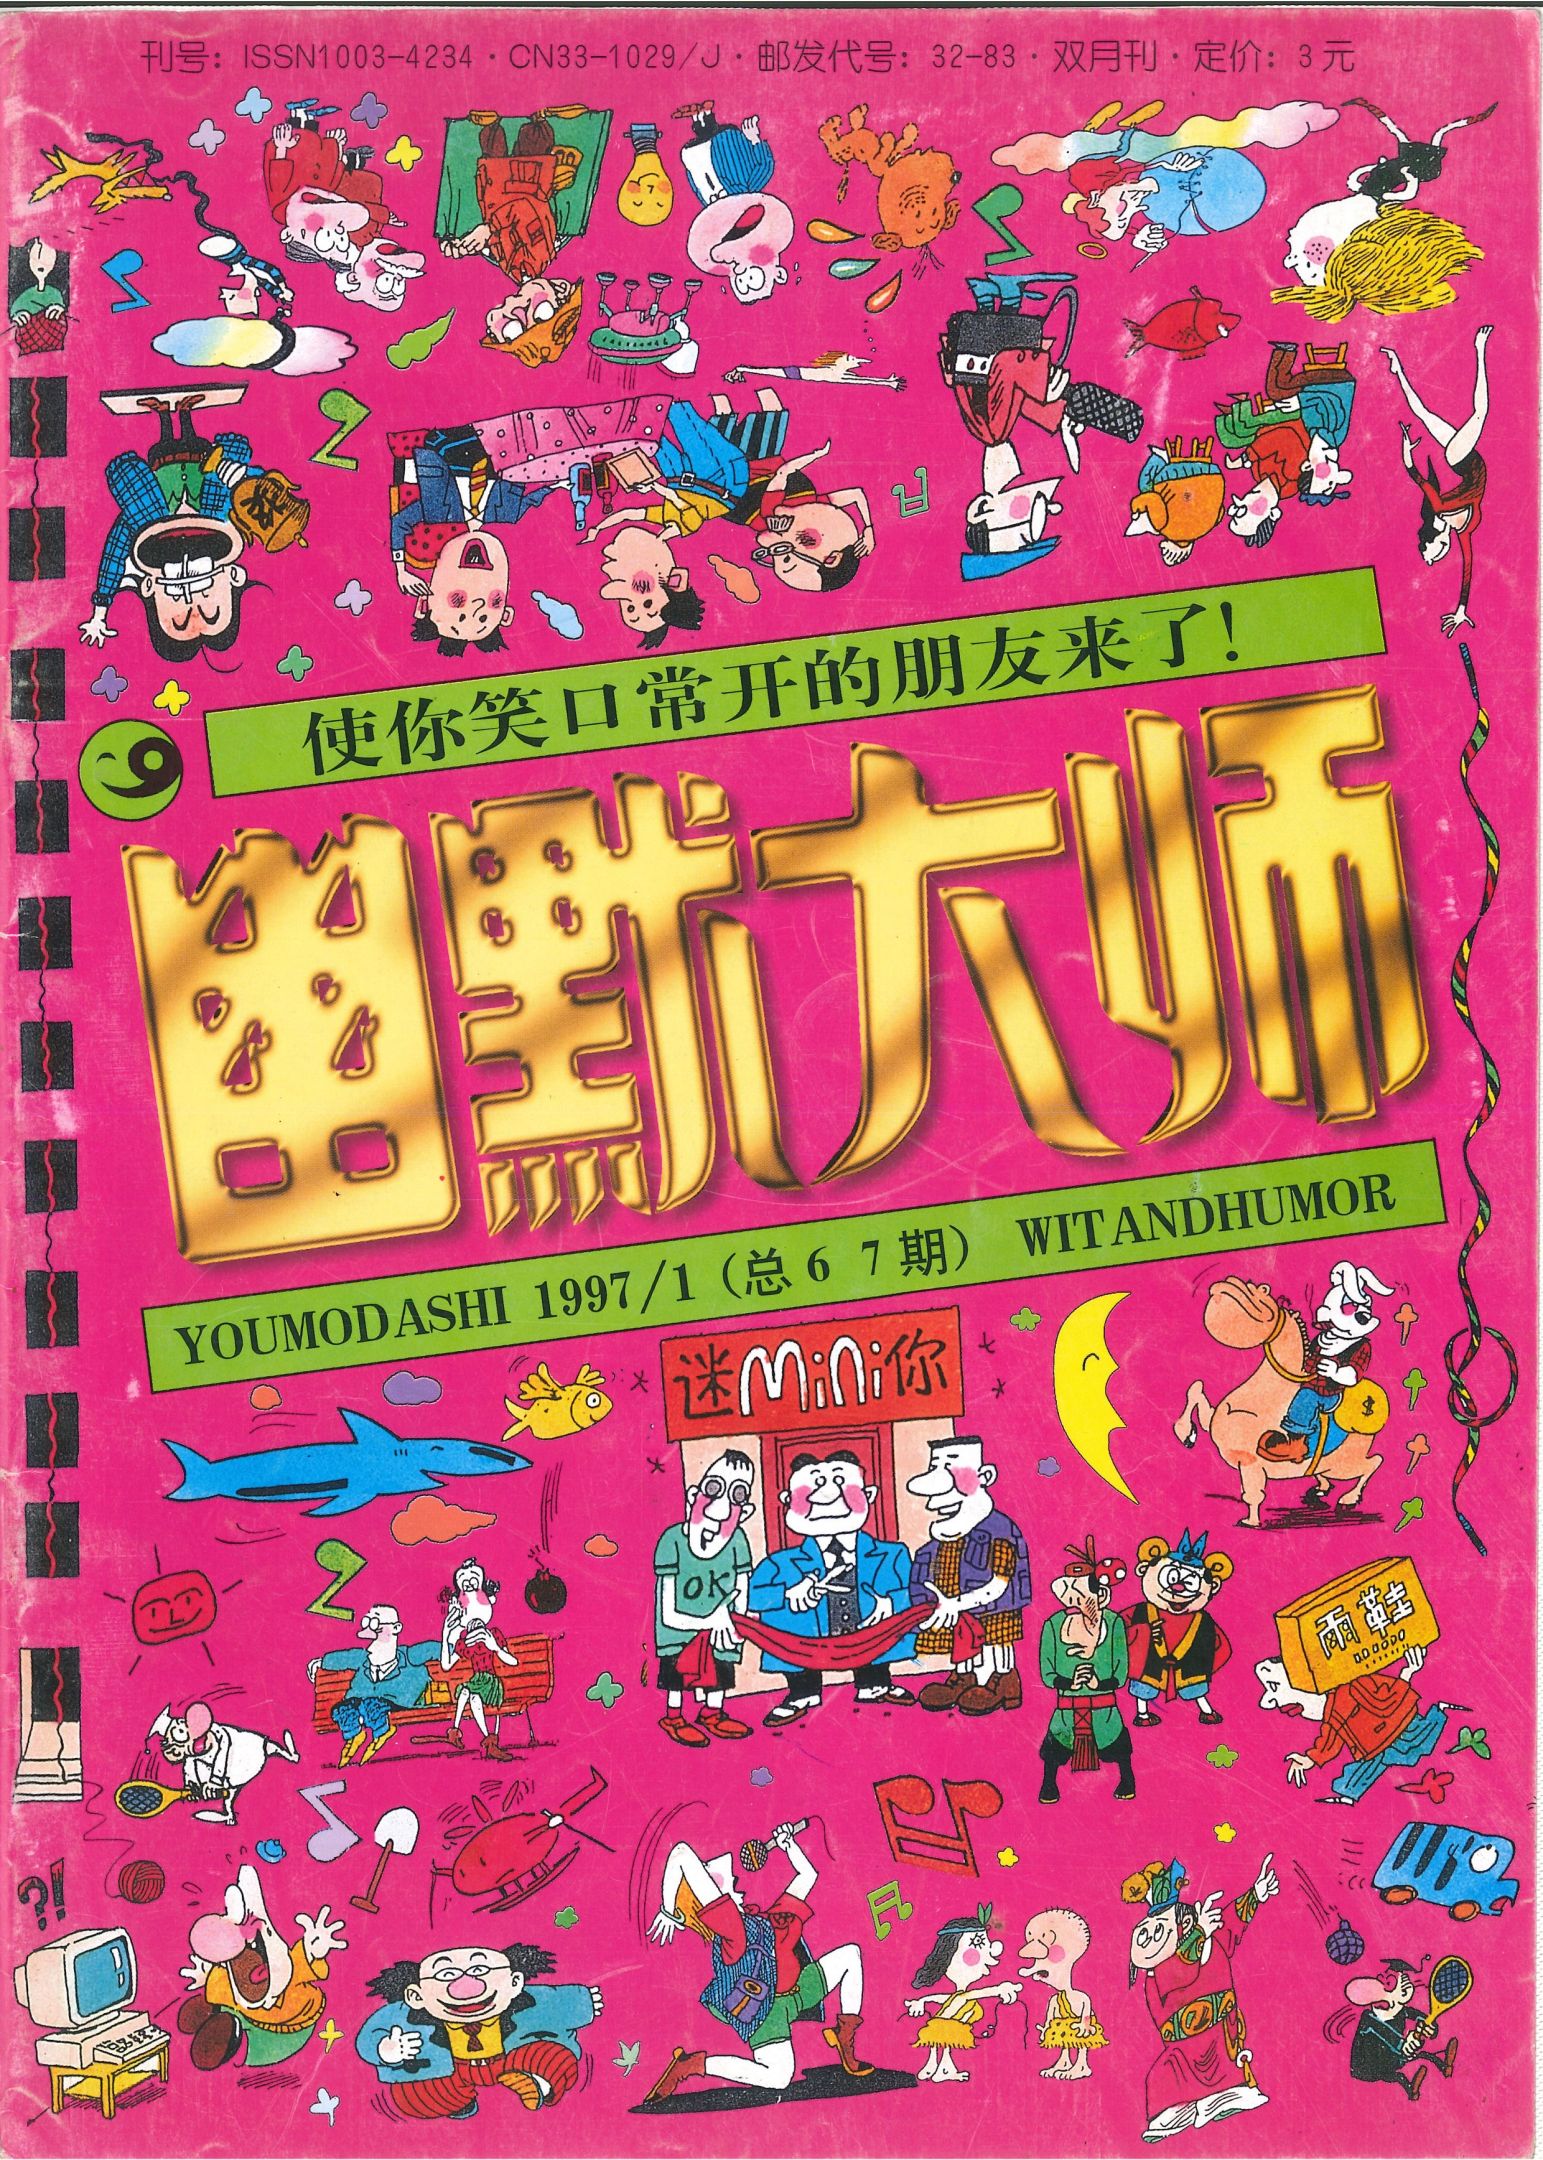 刊号：ISSN1003-4234·CN33-1029/J·邮发代号：32-83·双月刊·定价：3元
使你笑口常开的朋友来了！
幽默大师
YOUMODASHI 1997/1（总67期） WITANDHUMOR
迷MiNi你
OK
$
雨鞋
?!